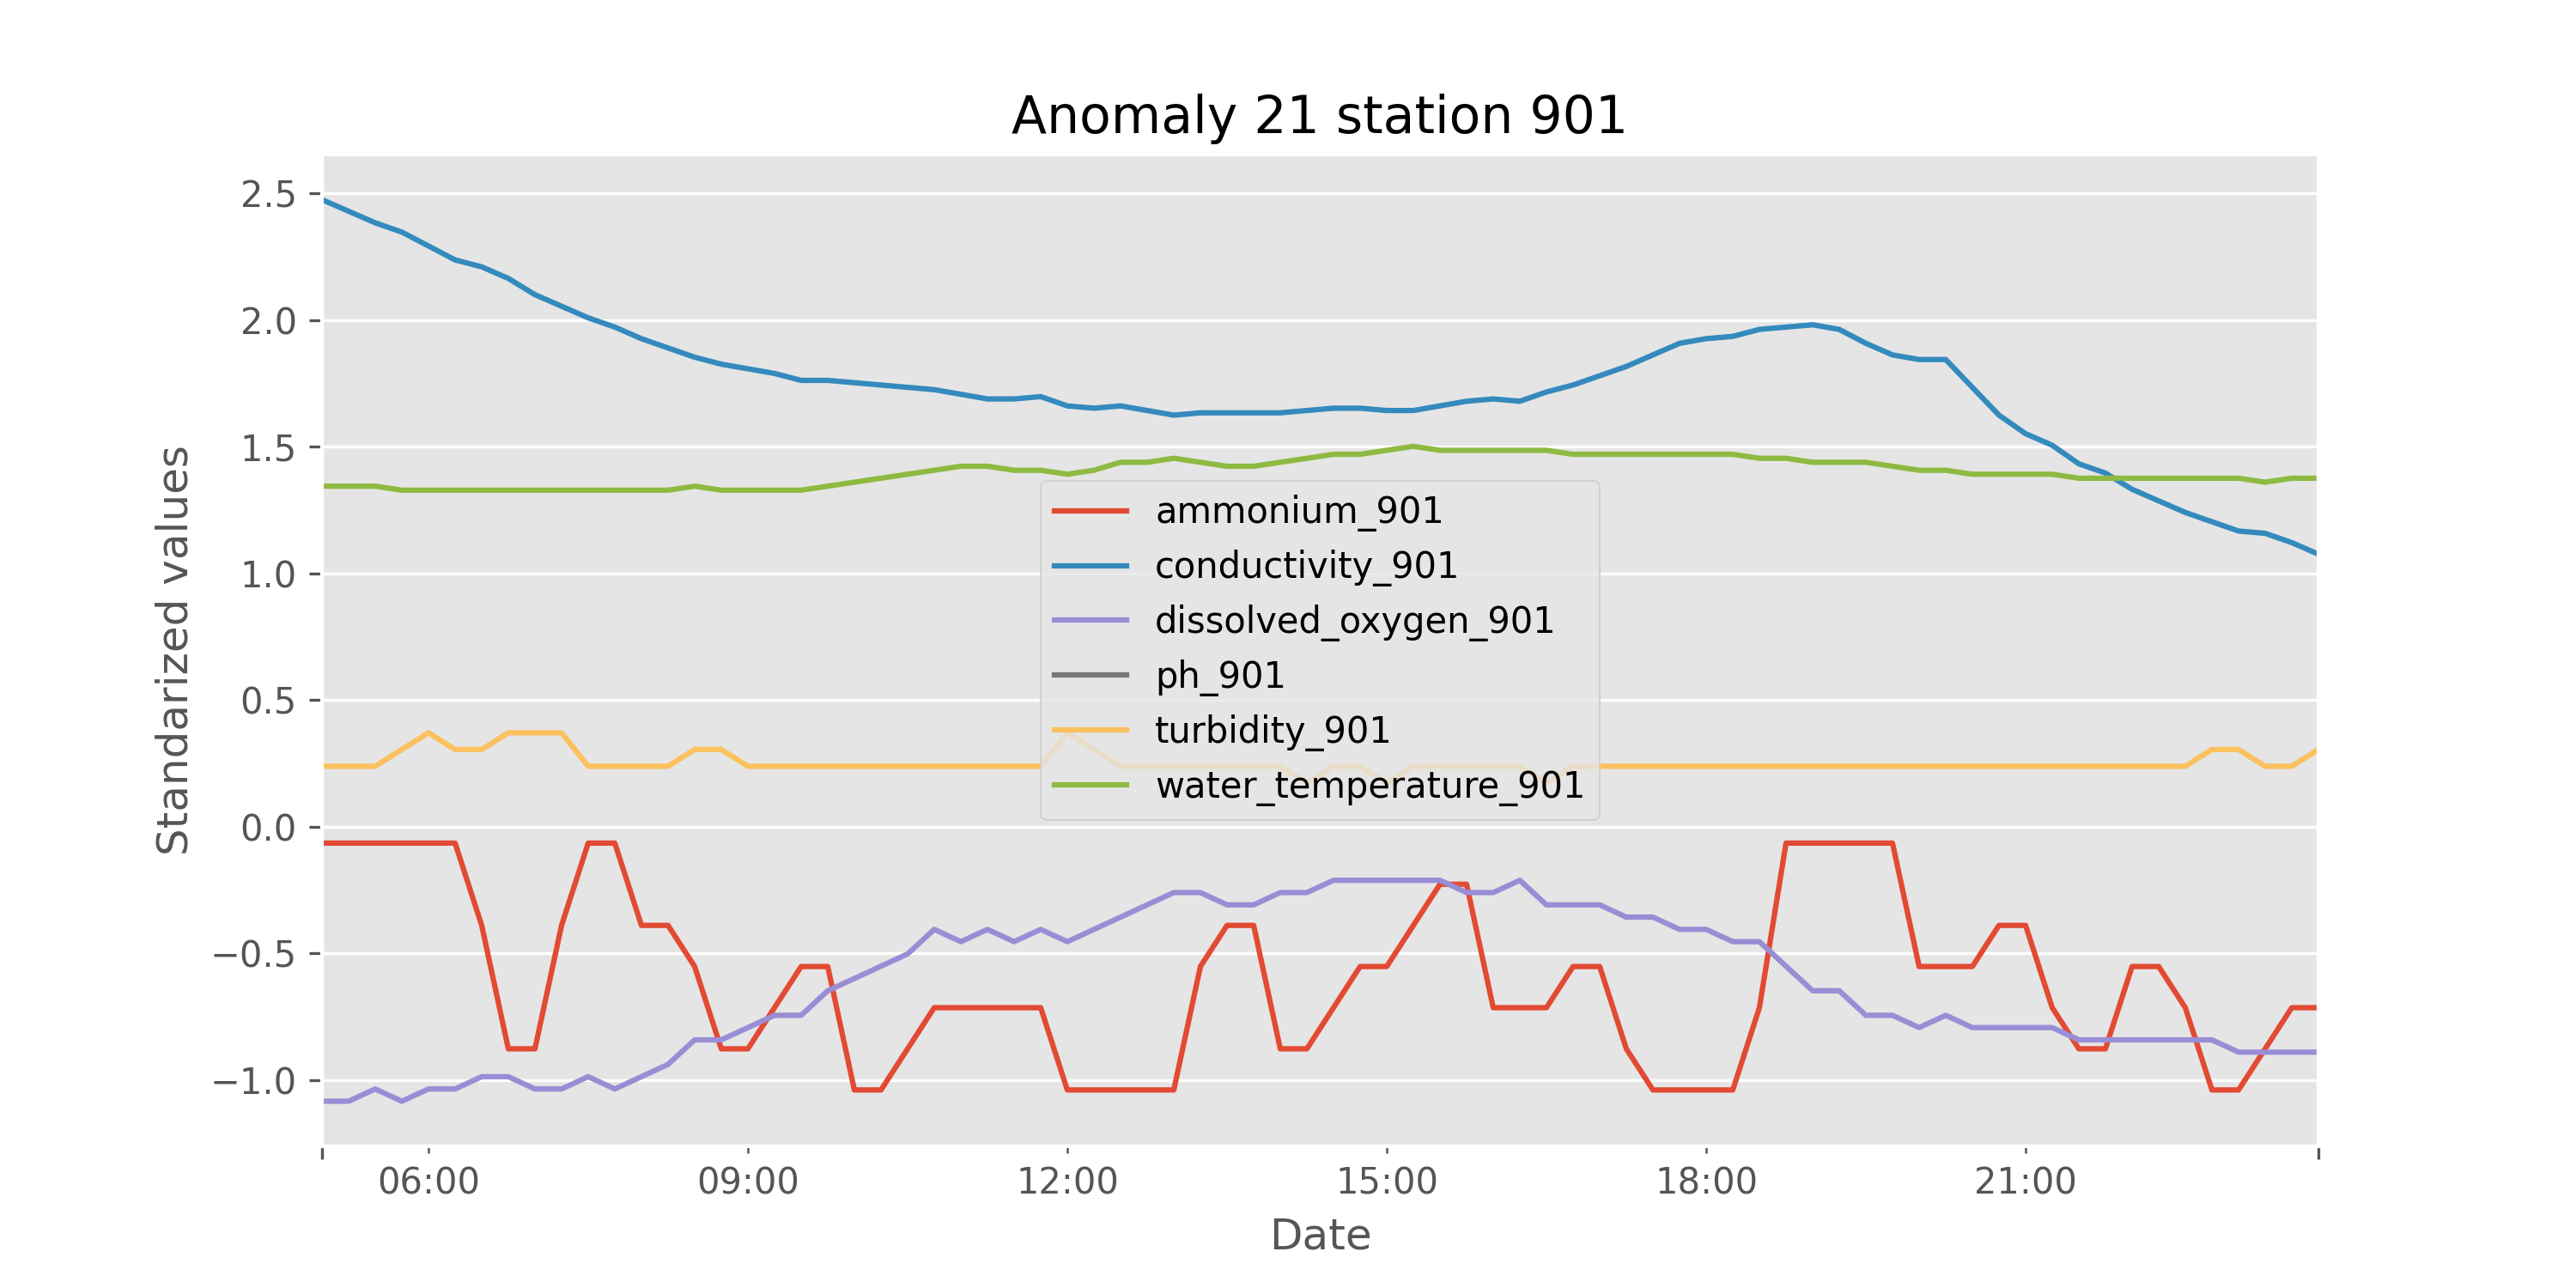 Anomaly 21 station 901
2.5
2.0
1.5
1.0
0.5
0.0
−0.5
−1.0
Standarized values
ammonium_901
conductivity_901
dissolved_oxygen_901
ph_901
turbidity_901
water_temperature_901
06:00 09:00 12:00 15:00 18:00 21:00
Date